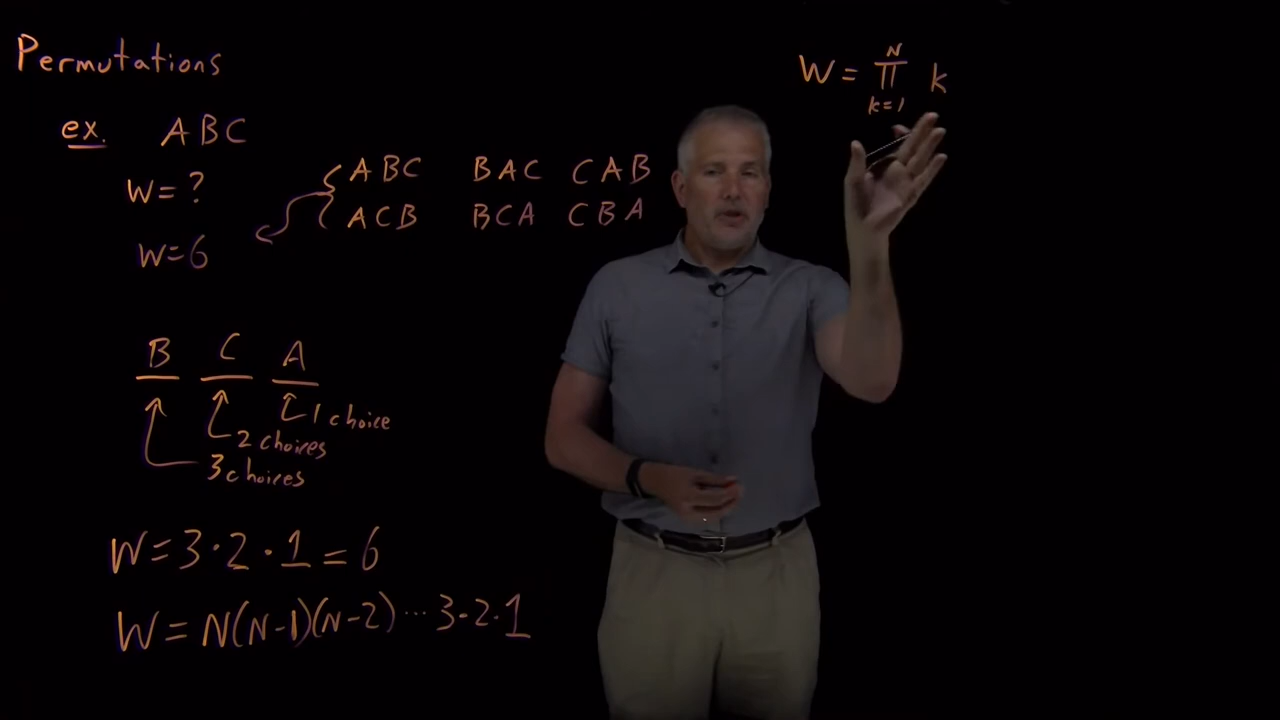 Permutations
ex. ABC
W = ?
W = 6
ABC BAC CAB
ACB BCA CBA
B C A
1 choice
2 choices
3 choices
W = 3 · 2 · 1 = 6
W = N(N-1)(N-2) ··· 3 · 2 · 1
N
W = Π k
k=1